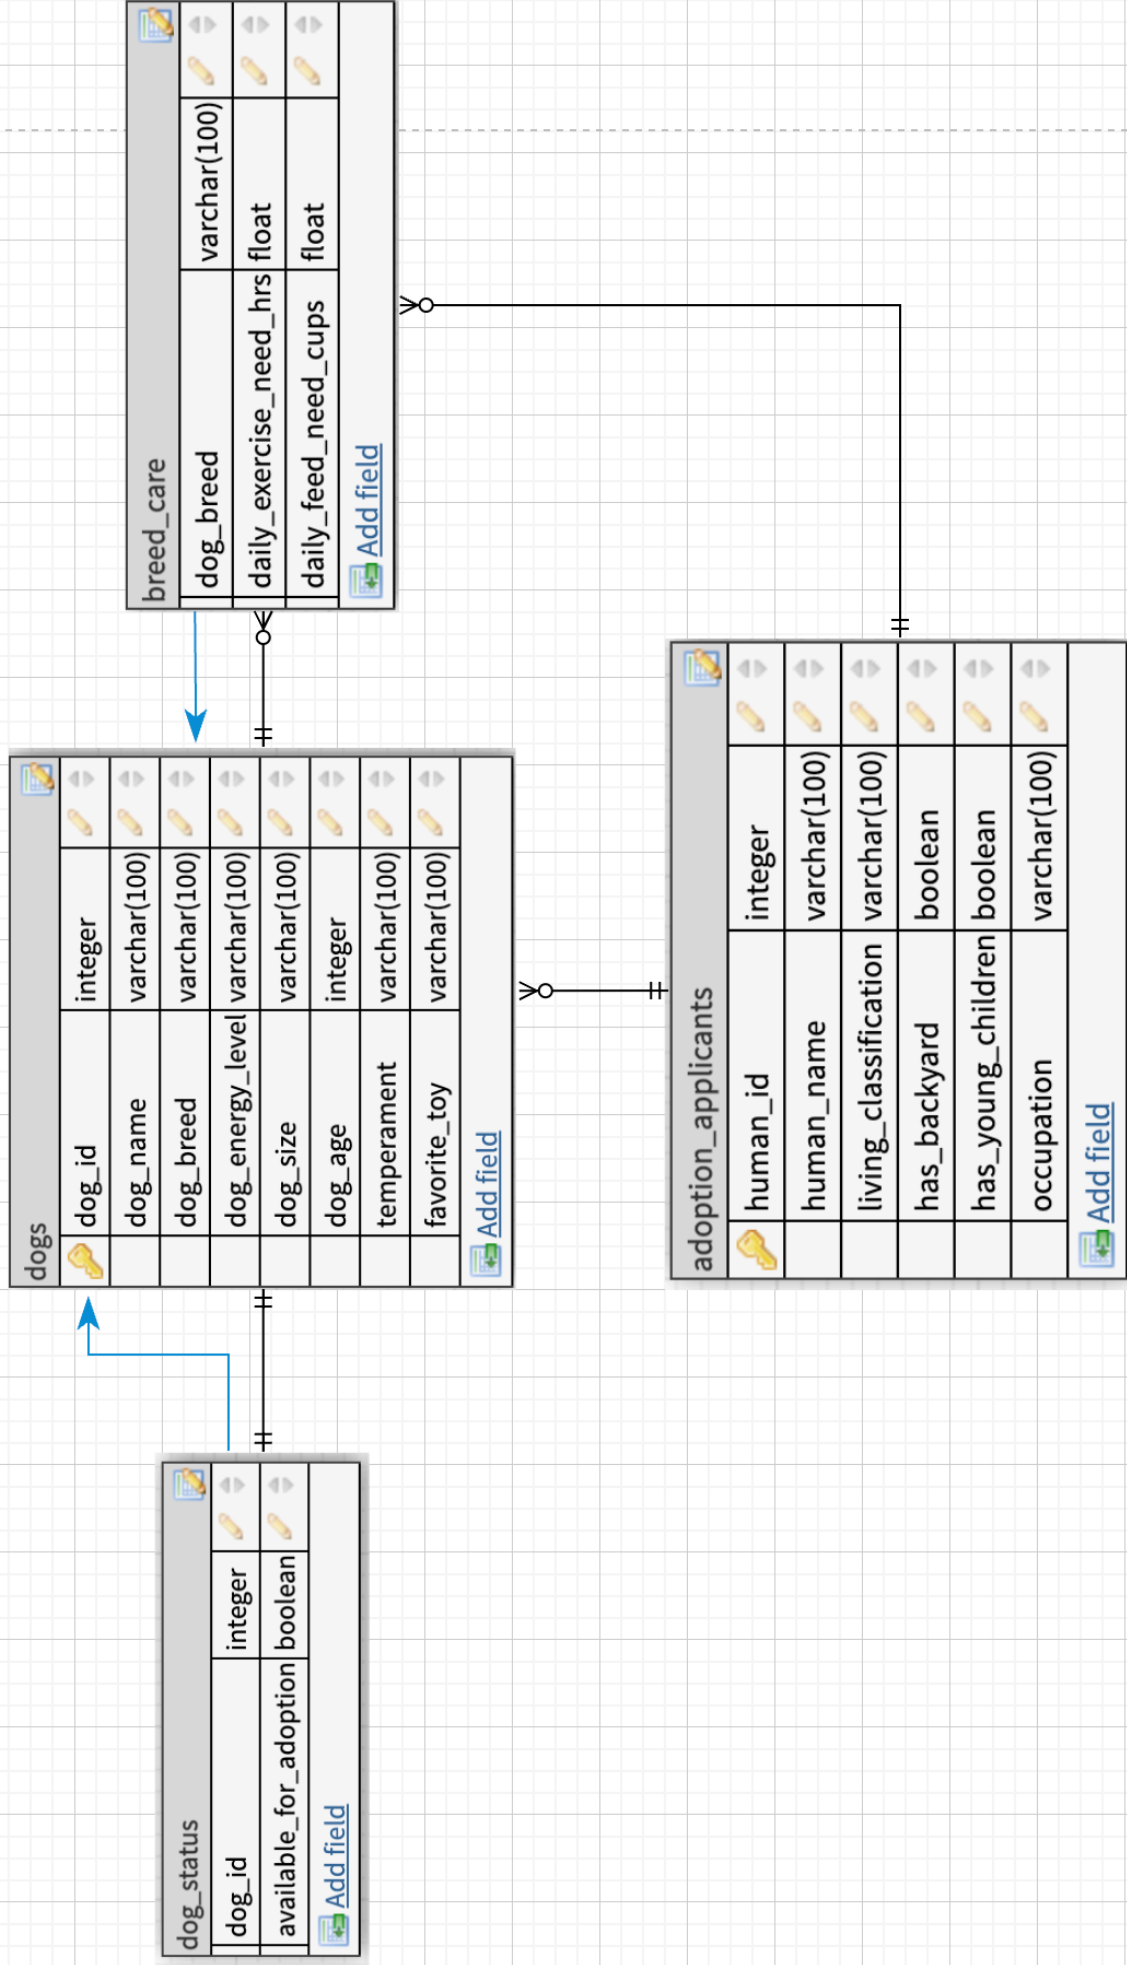 dog_status
dog_id integer
available_for_adoption boolean
Add field
dogs
dog_id integer
dog_name varchar(100)
dog_breed varchar(100)
dog_energy_level varchar(100)
dog_size varchar(100)
dog_age integer
temperament varchar(100)
favorite_toy varchar(100)
Add field
breed_care
dog_breed varchar(100)
daily_exercise_need_hrs float
daily_feed_need_cups float
Add field
adoption_applicants
human_id integer
human_name varchar(100)
living_classification varchar(100)
has_backyard boolean
has_young_children boolean
occupation varchar(100)
Add field